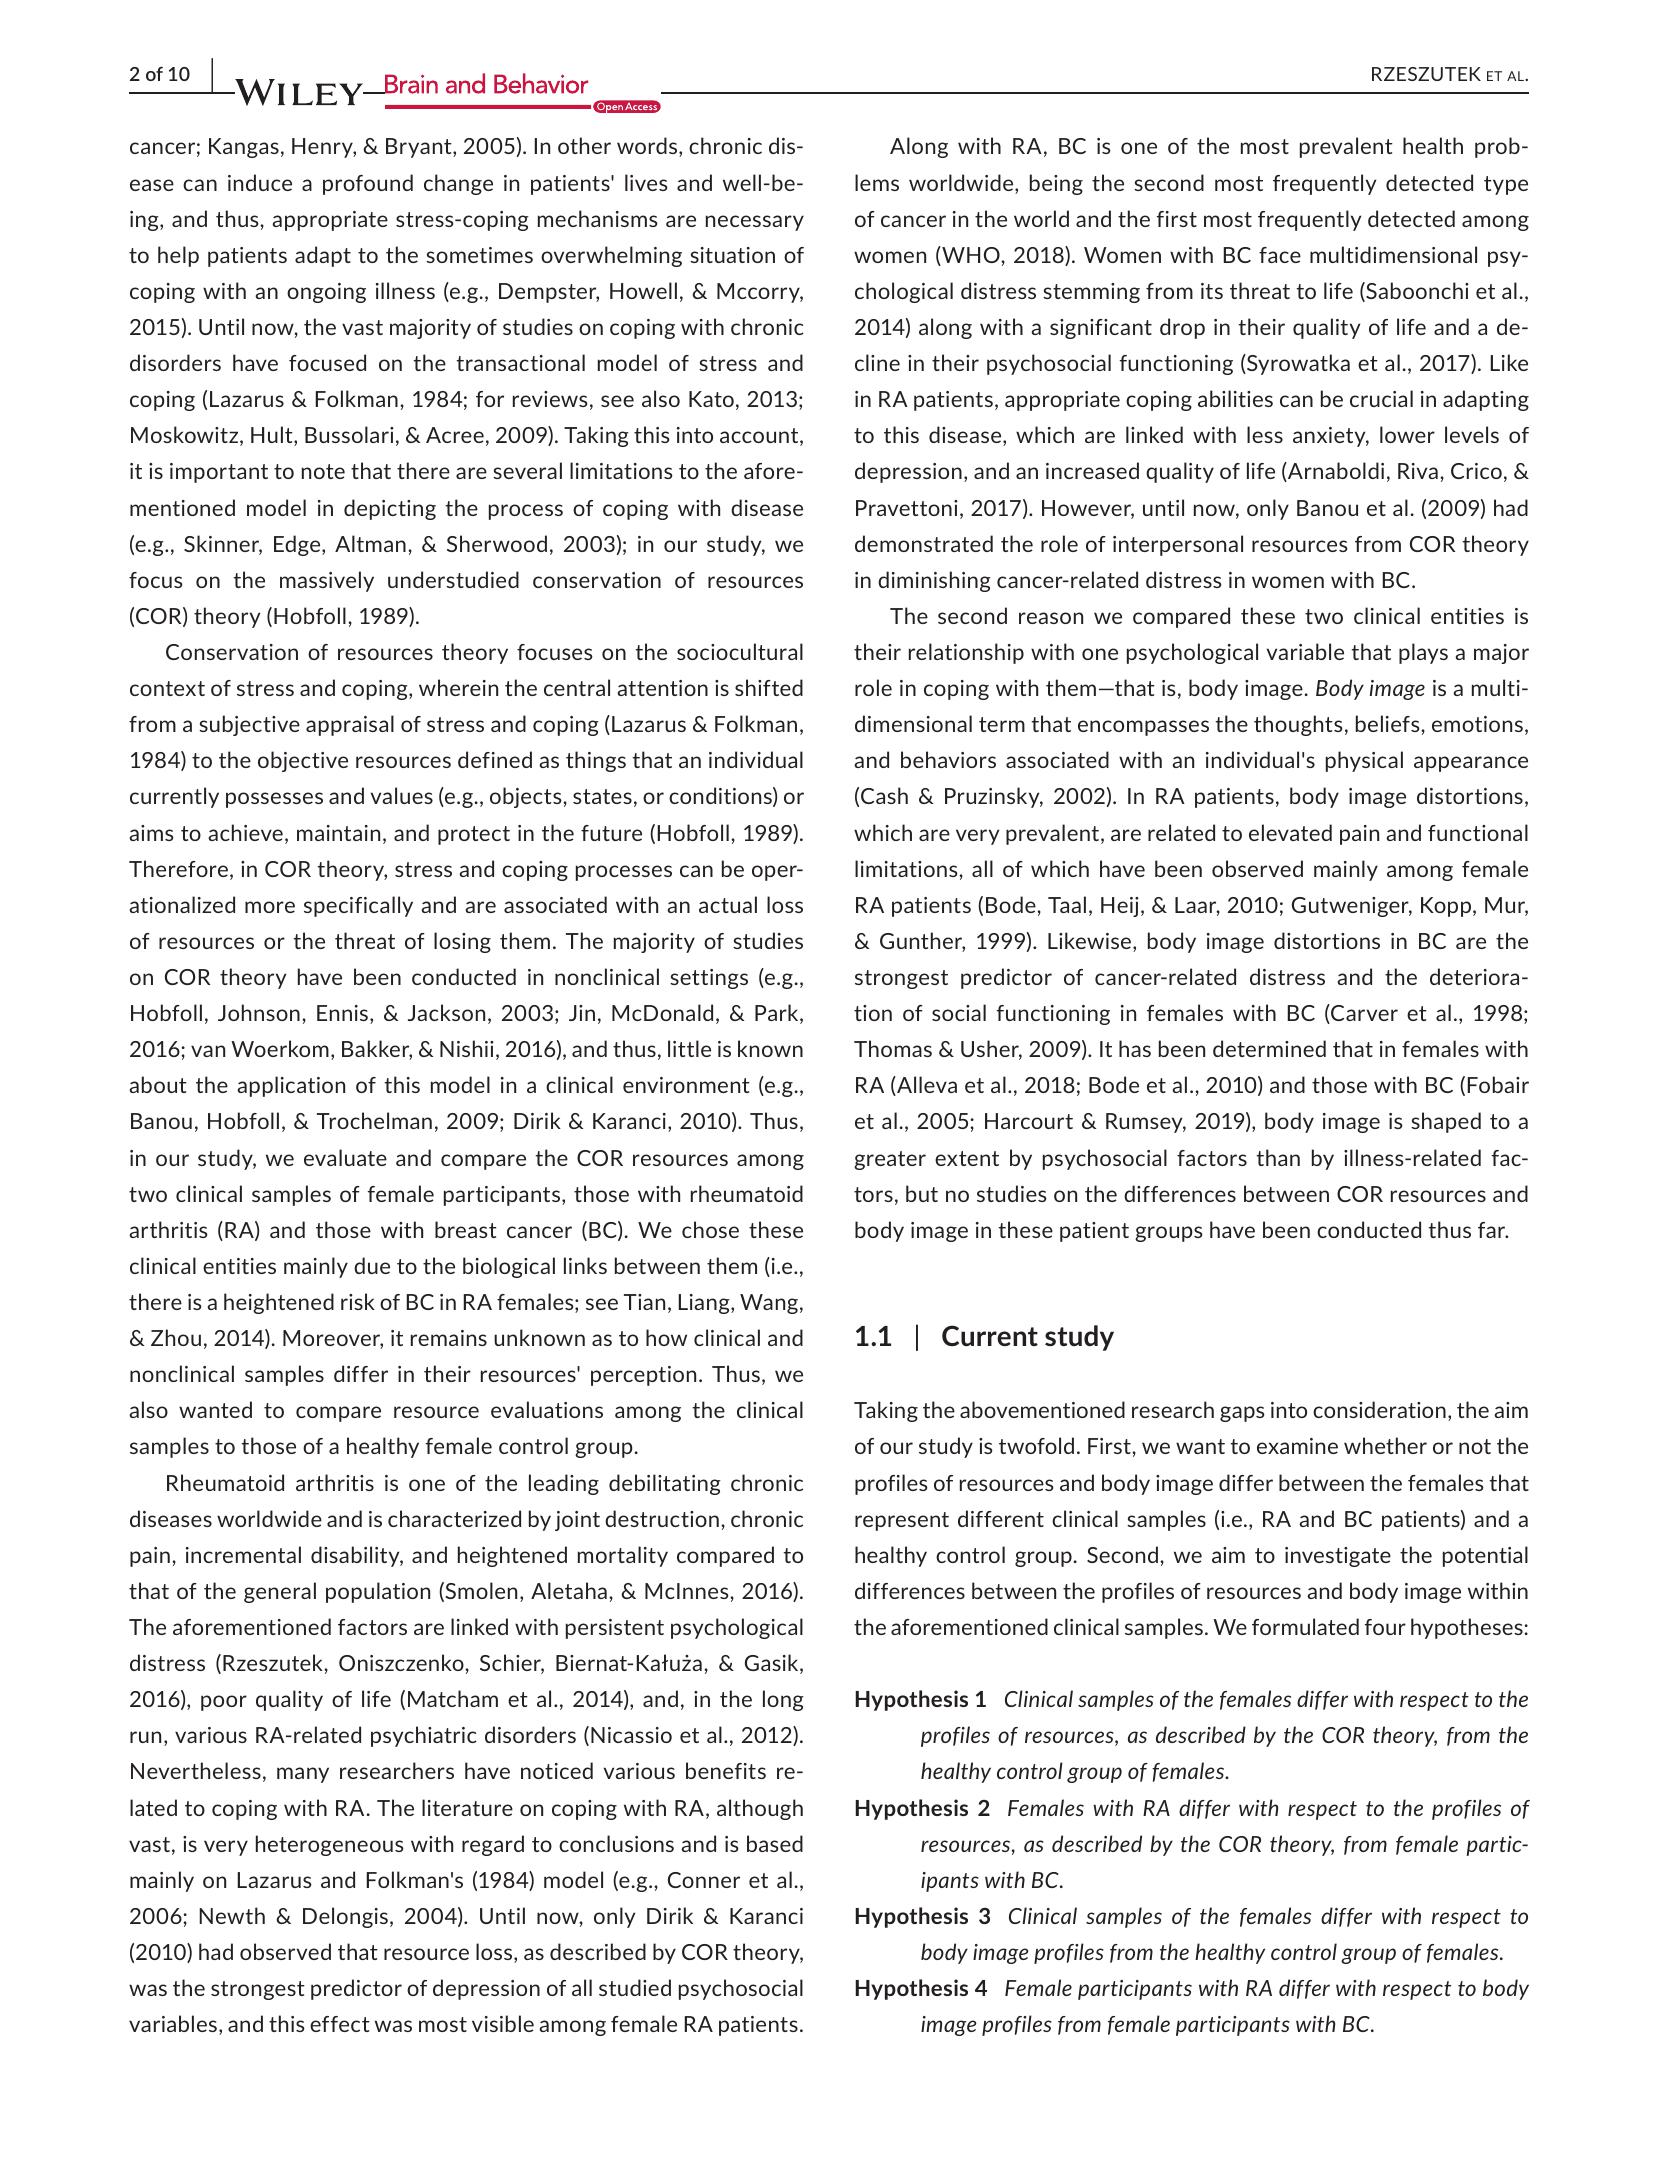 2 of 10
WILEY
Brain and Behavior
Open Access
RZESZUTEK ET AL.
cancer; Kangas, Henry, & Bryant, 2005). In other words, chronic dis-
ease can induce a profound change in patients' lives and well-be-
ing, and thus, appropriate stress-coping mechanisms are necessary
to help patients adapt to the sometimes overwhelming situation of
coping with an ongoing illness (e.g., Dempster, Howell, & Mccorry,
2015). Until now, the vast majority of studies on coping with chronic
disorders have focused on the transactional model of stress and
coping (Lazarus & Folkman, 1984; for reviews, see also Kato, 2013;
Moskowitz, Hult, Bussolari, & Acree, 2009). Taking this into account,
it is important to note that there are several limitations to the afore-
mentioned model in depicting the process of coping with disease
(e.g., Skinner, Edge, Altman, & Sherwood, 2003); in our study, we
focus on the massively understudied conservation of resources
(COR) theory (Hobfoll, 1989).
Conservation of resources theory focuses on the sociocultural
context of stress and coping, wherein the central attention is shifted
from a subjective appraisal of stress and coping (Lazarus & Folkman,
1984) to the objective resources defined as things that an individual
currently possesses and values (e.g., objects, states, or conditions) or
aims to achieve, maintain, and protect in the future (Hobfoll, 1989).
Therefore, in COR theory, stress and coping processes can be oper-
ationalized more specifically and are associated with an actual loss
of resources or the threat of losing them. The majority of studies
on COR theory have been conducted in nonclinical settings (e.g.,
Hobfoll, Johnson, Ennis, & Jackson, 2003; Jin, McDonald, & Park,
2016; van Woerkom, Bakker, & Nishii, 2016), and thus, little is known
about the application of this model in a clinical environment (e.g.,
Banou, Hobfoll, & Trochelman, 2009; Dirik & Karanci, 2010). Thus,
in our study, we evaluate and compare the COR resources among
two clinical samples of female participants, those with rheumatoid
arthritis (RA) and those with breast cancer (BC). We chose these
clinical entities mainly due to the biological links between them (i.e.,
there is a heightened risk of BC in RA females; see Tian, Liang, Wang,
& Zhou, 2014). Moreover, it remains unknown as to how clinical and
nonclinical samples differ in their resources' perception. Thus, we
also wanted to compare resource evaluations among the clinical
samples to those of a healthy female control group.
Rheumatoid arthritis is one of the leading debilitating chronic
diseases worldwide and is characterized by joint destruction, chronic
pain, incremental disability, and heightened mortality compared to
that of the general population (Smolen, Aletaha, & McInnes, 2016).
The aforementioned factors are linked with persistent psychological
distress (Rzeszutek, Oniszczenko, Schier, Biernat-Kałuża, & Gasik,
2016), poor quality of life (Matcham et al., 2014), and, in the long
run, various RA-related psychiatric disorders (Nicassio et al., 2012).
Nevertheless, many researchers have noticed various benefits re-
lated to coping with RA. The literature on coping with RA, although
vast, is very heterogeneous with regard to conclusions and is based
mainly on Lazarus and Folkman's (1984) model (e.g., Conner et al.,
2006; Newth & Delongis, 2004). Until now, only Dirik & Karanci
(2010) had observed that resource loss, as described by COR theory,
was the strongest predictor of depression of all studied psychosocial
variables, and this effect was most visible among female RA patients.
Along with RA, BC is one of the most prevalent health prob-
lems worldwide, being the second most frequently detected type
of cancer in the world and the first most frequently detected among
women (WHO, 2018). Women with BC face multidimensional psy-
chological distress stemming from its threat to life (Saboonchi et al.,
2014) along with a significant drop in their quality of life and a de-
cline in their psychosocial functioning (Syrowatka et al., 2017). Like
in RA patients, appropriate coping abilities can be crucial in adapting
to this disease, which are linked with less anxiety, lower levels of
depression, and an increased quality of life (Arnaboldi, Riva, Crico, &
Pravettoni, 2017). However, until now, only Banou et al. (2009) had
demonstrated the role of interpersonal resources from COR theory
in diminishing cancer-related distress in women with BC.
The second reason we compared these two clinical entities is
their relationship with one psychological variable that plays a major
role in coping with them—that is, body image. Body image is a multi-
dimensional term that encompasses the thoughts, beliefs, emotions,
and behaviors associated with an individual's physical appearance
(Cash & Pruzinsky, 2002). In RA patients, body image distortions,
which are very prevalent, are related to elevated pain and functional
limitations, all of which have been observed mainly among female
RA patients (Bode, Taal, Heij, & Laar, 2010; Gutweniger, Kopp, Mur,
& Gunther, 1999). Likewise, body image distortions in BC are the
strongest predictor of cancer-related distress and the deteriora-
tion of social functioning in females with BC (Carver et al., 1998;
Thomas & Usher, 2009). It has been determined that in females with
RA (Alleva et al., 2018; Bode et al., 2010) and those with BC (Fobair
et al., 2005; Harcourt & Rumsey, 2019), body image is shaped to a
greater extent by psychosocial factors than by illness-related fac-
tors, but no studies on the differences between COR resources and
body image in these patient groups have been conducted thus far.
1.1 | Current study
Taking the abovementioned research gaps into consideration, the aim
of our study is twofold. First, we want to examine whether or not the
profiles of resources and body image differ between the females that
represent different clinical samples (i.e., RA and BC patients) and a
healthy control group. Second, we aim to investigate the potential
differences between the profiles of resources and body image within
the aforementioned clinical samples. We formulated four hypotheses:
Hypothesis 1 Clinical samples of the females differ with respect to the
profiles of resources, as described by the COR theory, from the
healthy control group of females.
Hypothesis 2 Females with RA differ with respect to the profiles of
resources, as described by the COR theory, from female partic-
ipants with BC.
Hypothesis 3 Clinical samples of the females differ with respect to
body image profiles from the healthy control group of females.
Hypothesis 4 Female participants with RA differ with respect to body
image profiles from female participants with BC.